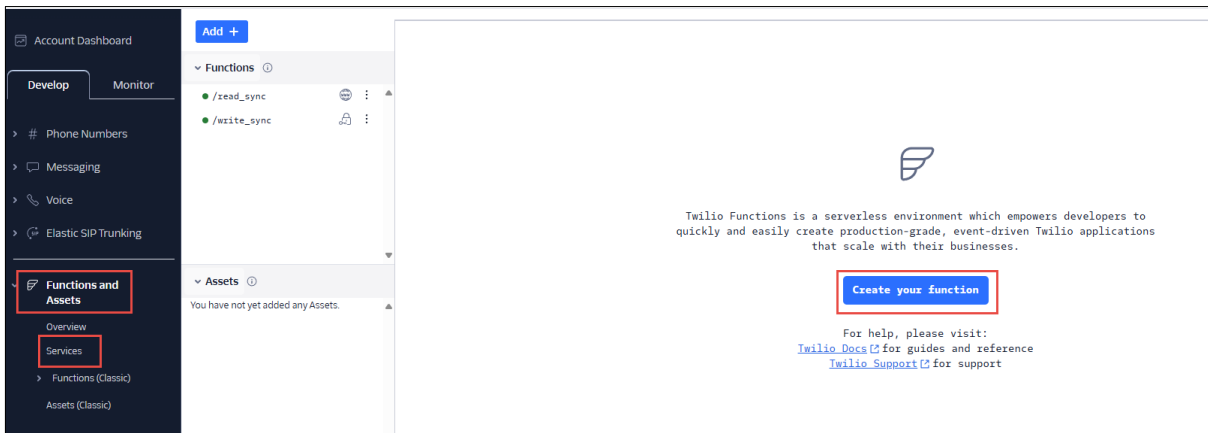 Account Dashboard
Develop
Monitor
# Phone Numbers
Messaging
Voice
Elastic SIP Trunking
Functions and
Assets
Overview
Services
Functions (Classic)
Assets (Classic)
Add +
Functions
/read_sync
/write_sync
Assets
You have not yet added any Assets.
Twilio Functions is a serverless environment which empowers developers to
quickly and easily create production-grade, event-driven Twilio applications
that scale with their businesses.
Create your function
For help, please visit:
Twilio Docs for guides and reference
Twilio Support for support